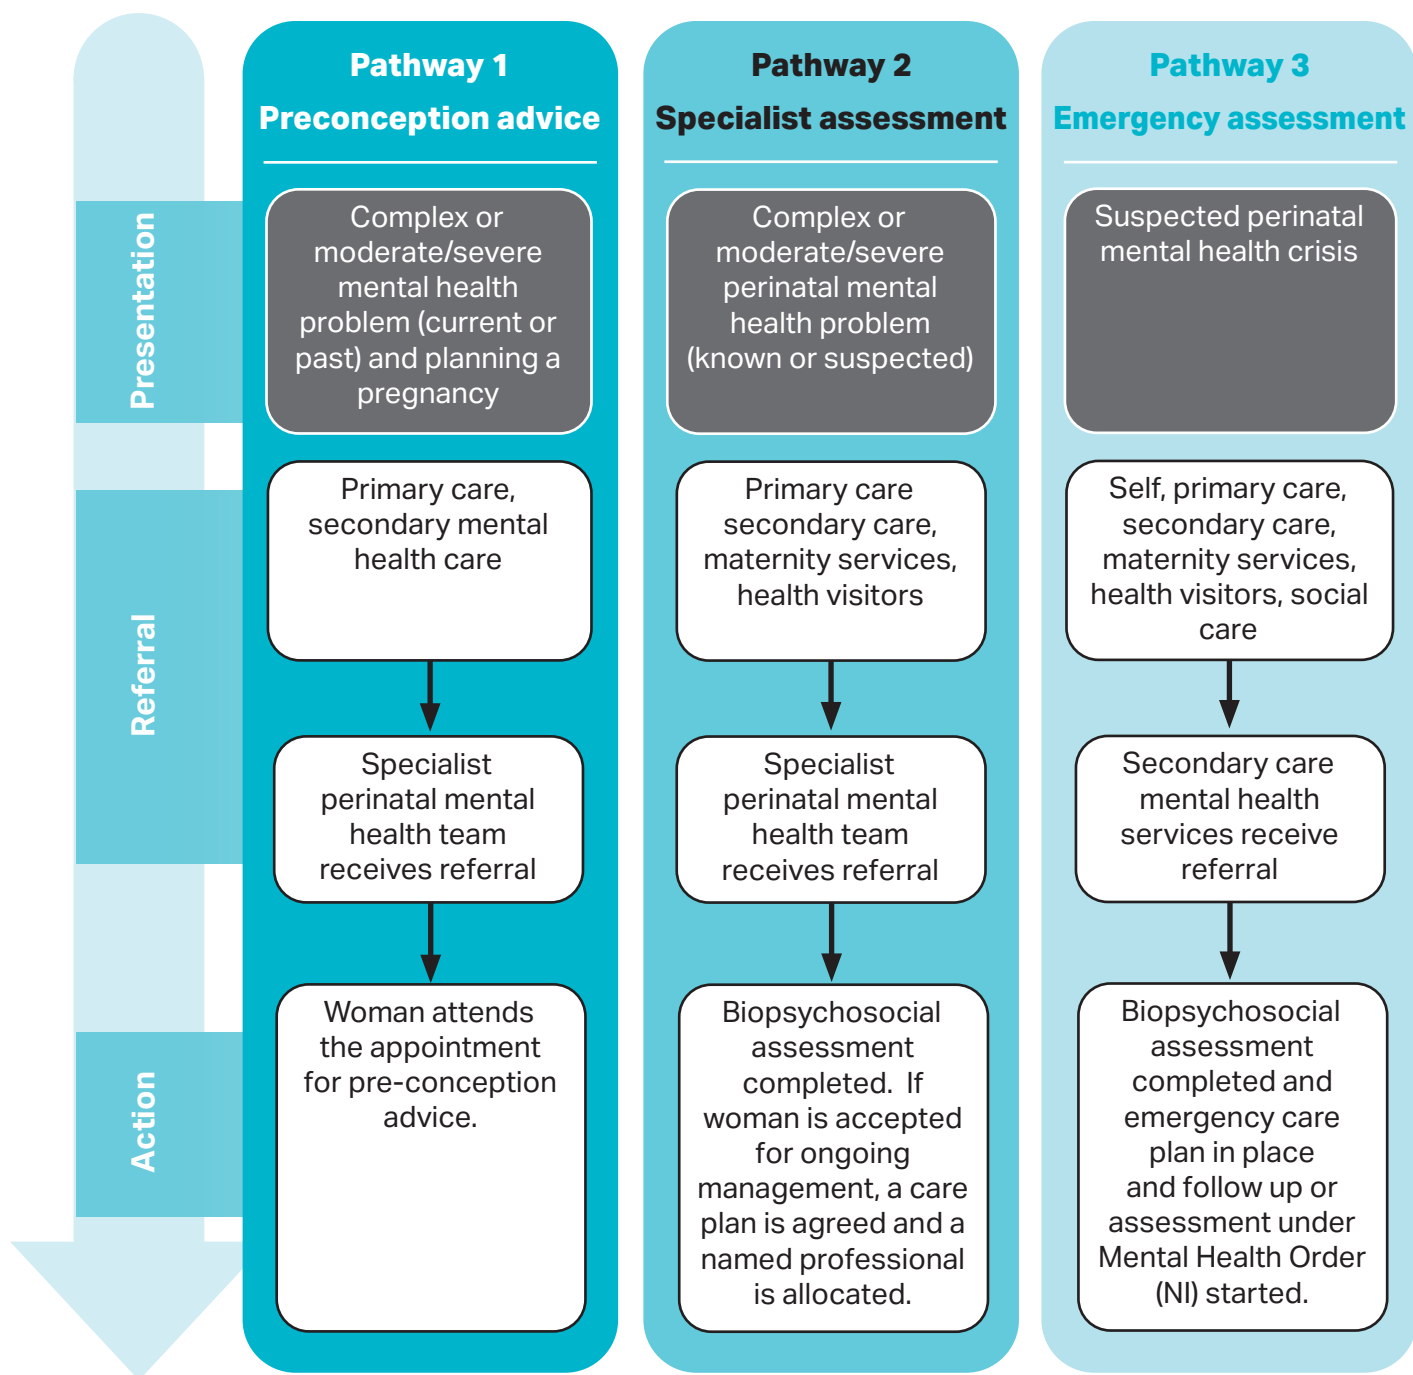 Pathway 1
Preconception advice
Pathway 2
Specialist assessment
Pathway 3
Emergency assessment
Presentation
Complex or
moderate/severe
mental health
problem (current or
past) and planning a
pregnancy
Complex or
moderate/severe
perinatal mental
health problem
(known or suspected)
Suspected perinatal
mental health crisis
Referral
Primary care,
secondary mental
health care
Primary care
secondary care,
maternity services,
health visitors
Self, primary care,
secondary care,
maternity services,
health visitors, social
care
Specialist
perinatal mental
health team
receives referral
Specialist
perinatal mental
health team
receives referral
Secondary care
mental health
services receive
referral
Action
Woman attends
the appointment
for pre-conception
advice.
Biopsychosocial
assessment
completed. If
woman is accepted
for ongoing
management, a care
plan is agreed and a
named professional
is allocated.
Biopsychosocial
assessment
completed and
emergency care
plan in place
and follow up or
assessment under
Mental Health Order
(NI) started.